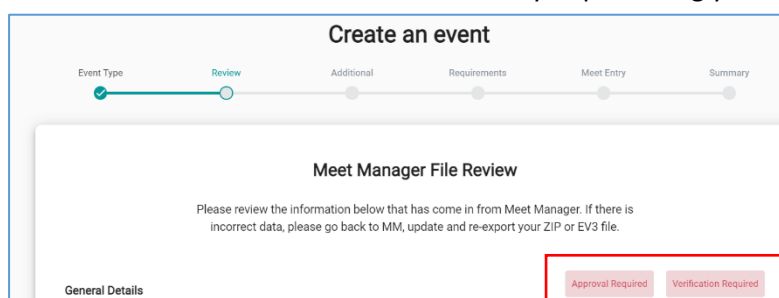 Create an event
Event Type Review Additional Requirements Meet Entry Summary
Meet Manager File Review
Please review the information below that has come in from Meet Manager. If there is
incorrect data, please go back to MM, update and re-export your ZIP or EV3 file.
Approval Required Verification Required
General Details